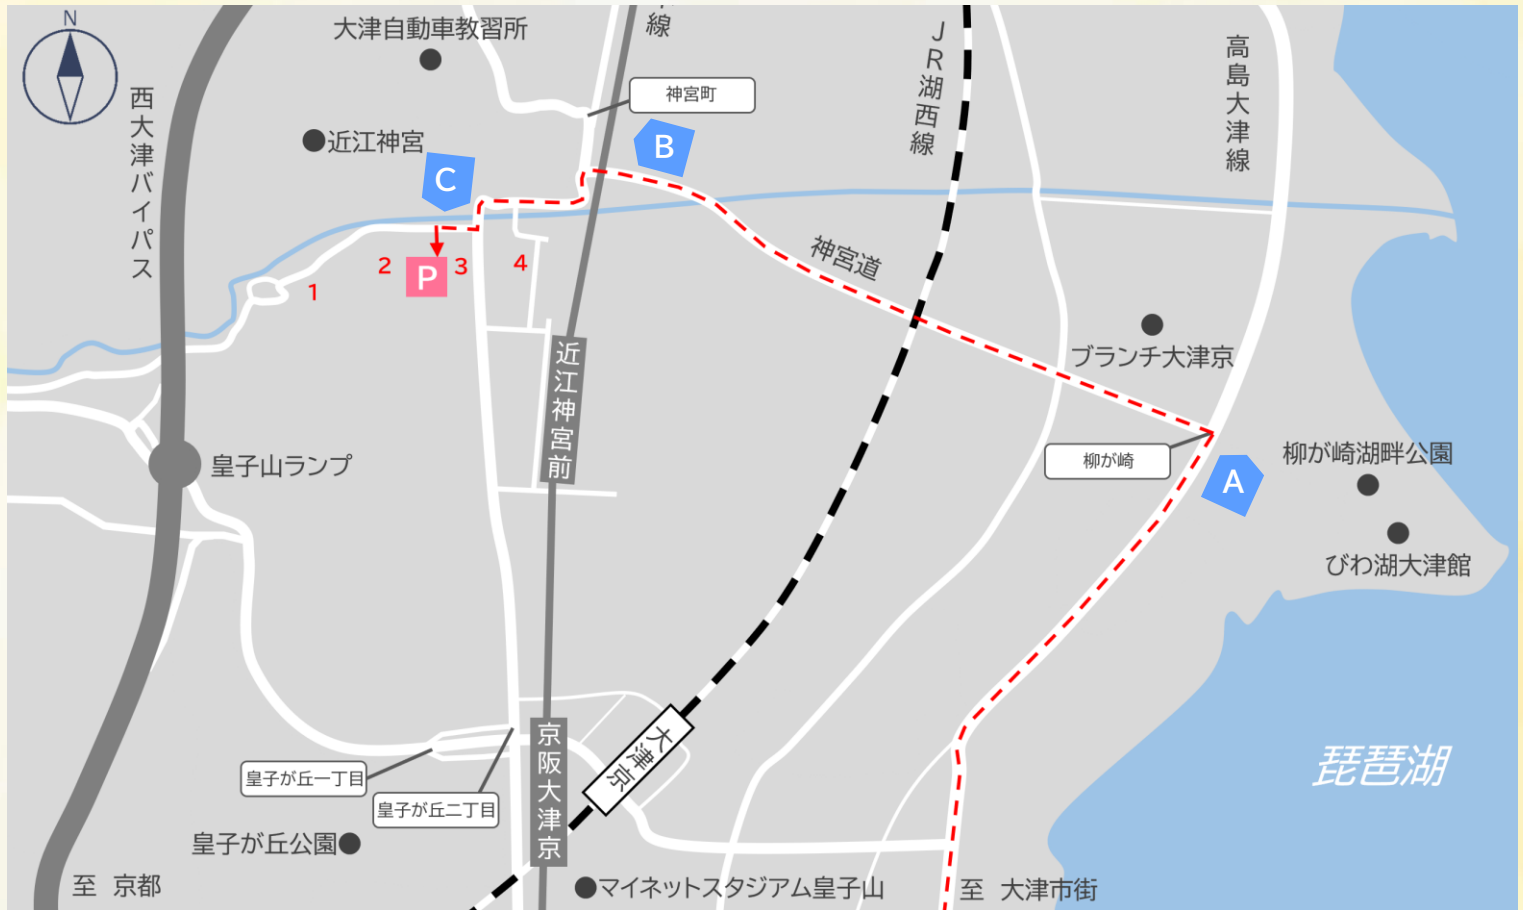 N
大津自動車教習所
線
JR湖西線
高島大津線
西大津バイパス
神宮町
近江神宮
B
C
神宮道
2
P
3
4
1
ブランチ大津京
近江神宮前
柳が崎
柳が崎湖畔公園
A
皇子山ランプ
びわ湖大津館
大津京
京阪大津京
琵琶湖
皇子が丘一丁目
皇子が丘二丁目
皇子が丘公園
至 京都
マイネットスタジアム皇子山
至 大津市街